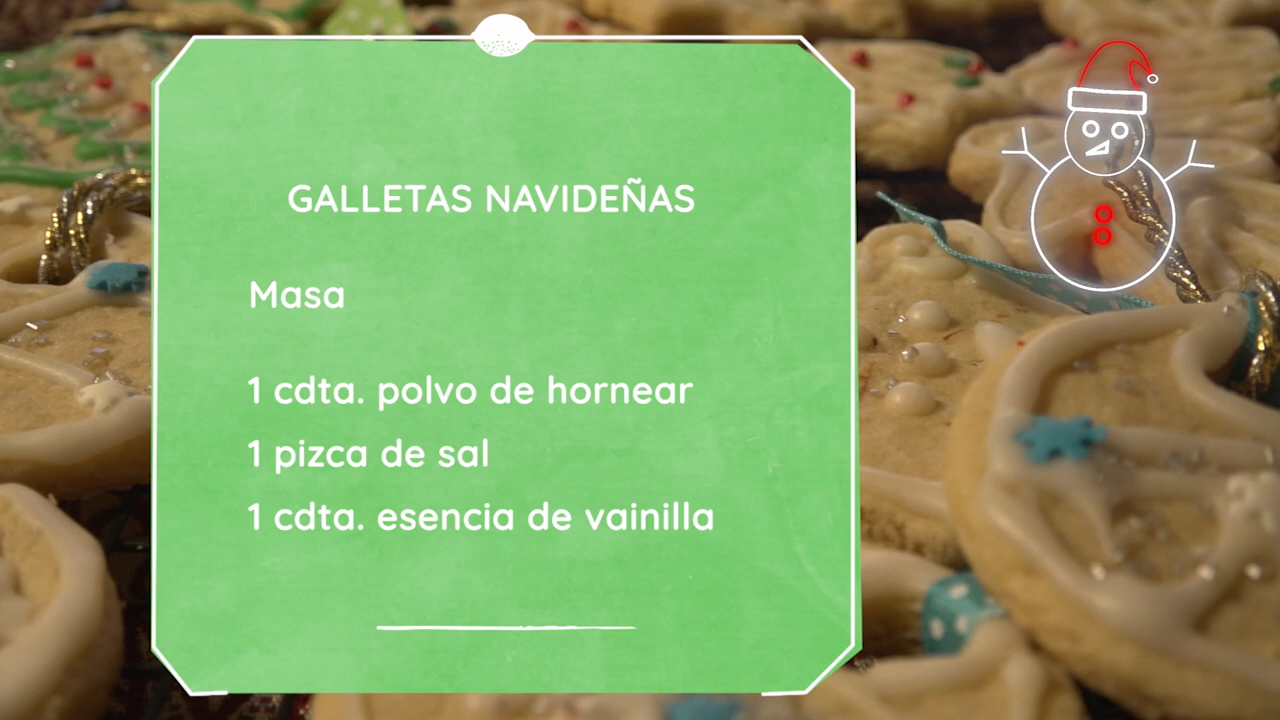 GALLETAS NAVIDEÑAS
Masa
1 cdta. polvo de hornear
1 pizca de sal
1 cdta. esencia de vainilla